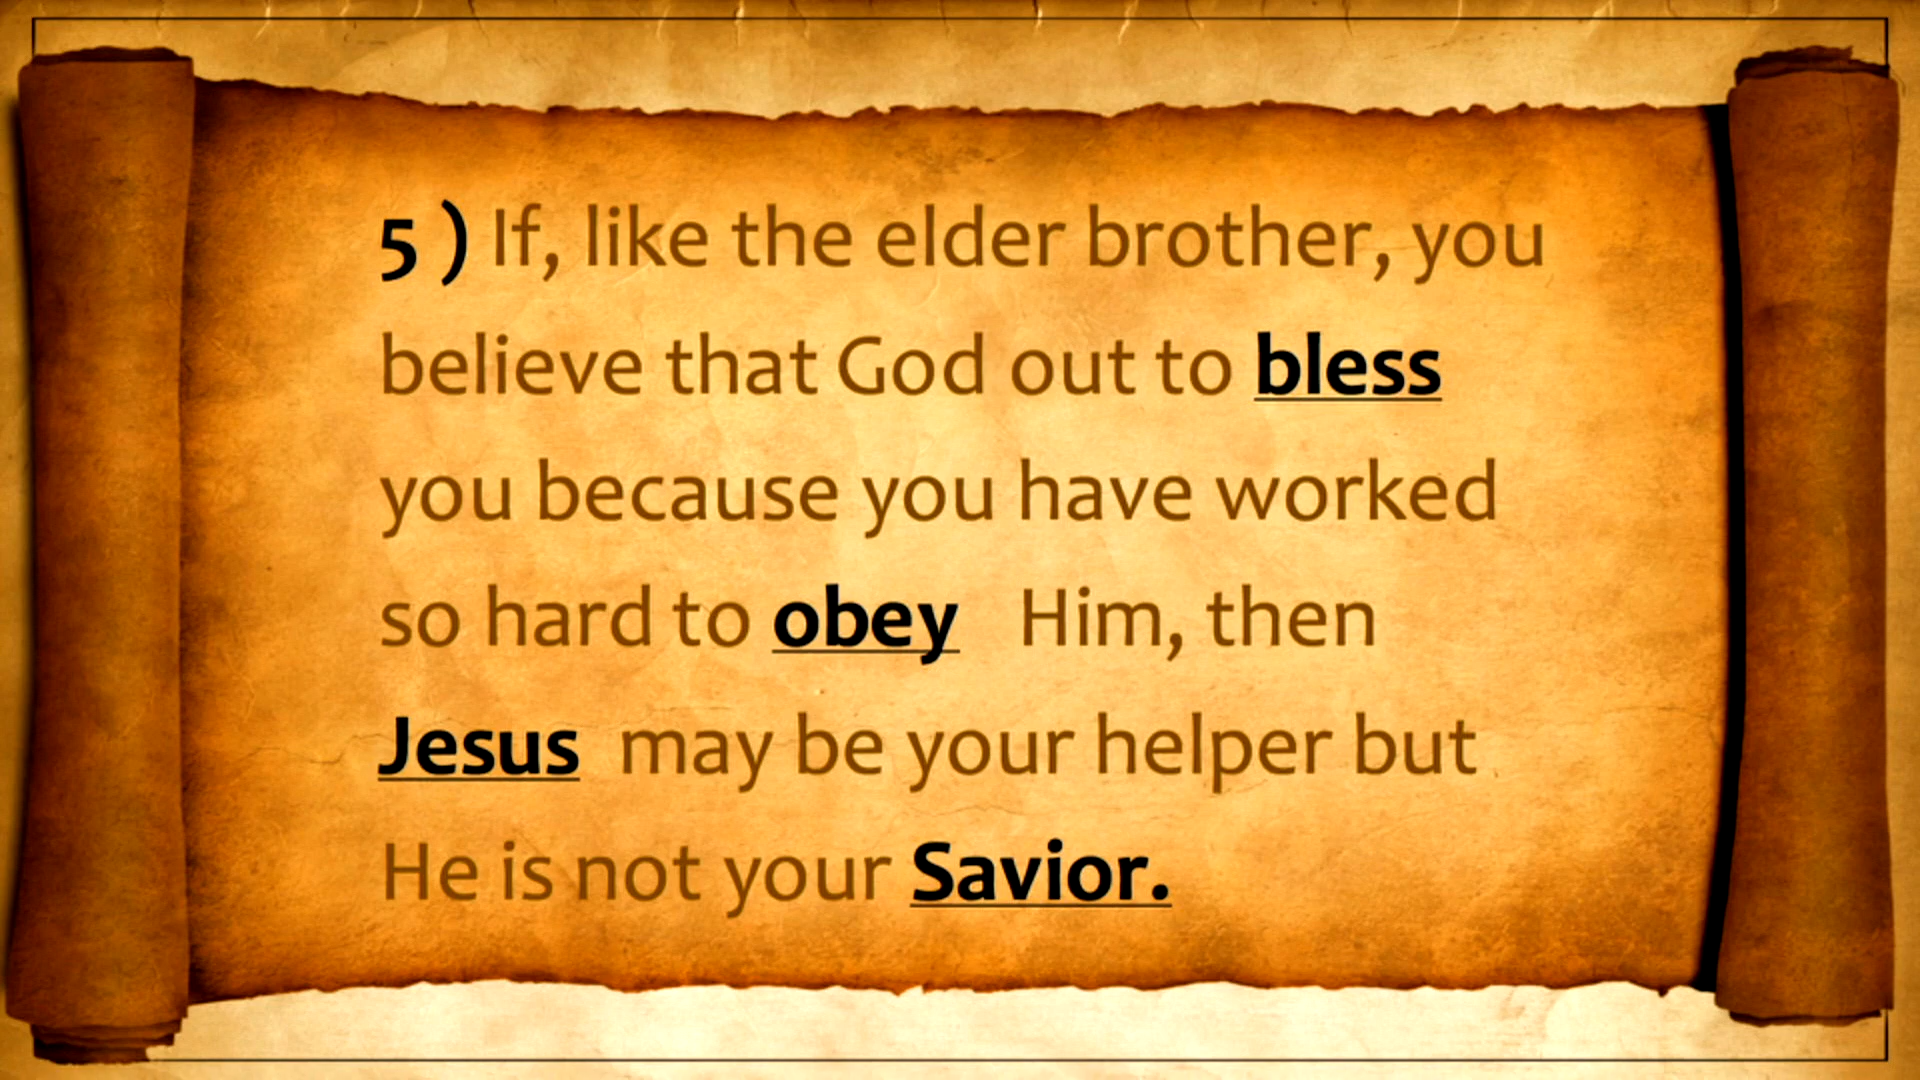 5 ) If, like the elder brother, you
believe that God out to bless
you because you have worked
so hard to obey Him, then
Jesus may be your helper but
He is not your Savior.